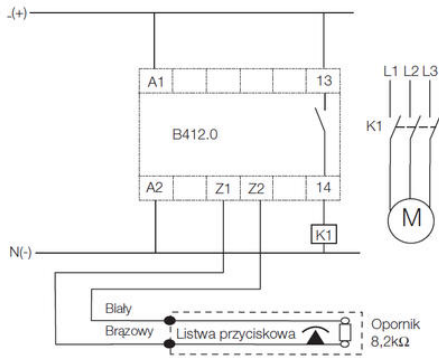 L(+)
A1 13
L1 L2 L3
K1
B412.0
M
A2 Z1 Z2 14
K1
N(-)
Biały
Brązowy
Listwa przyciskowa
Opornik
8,2kΩ